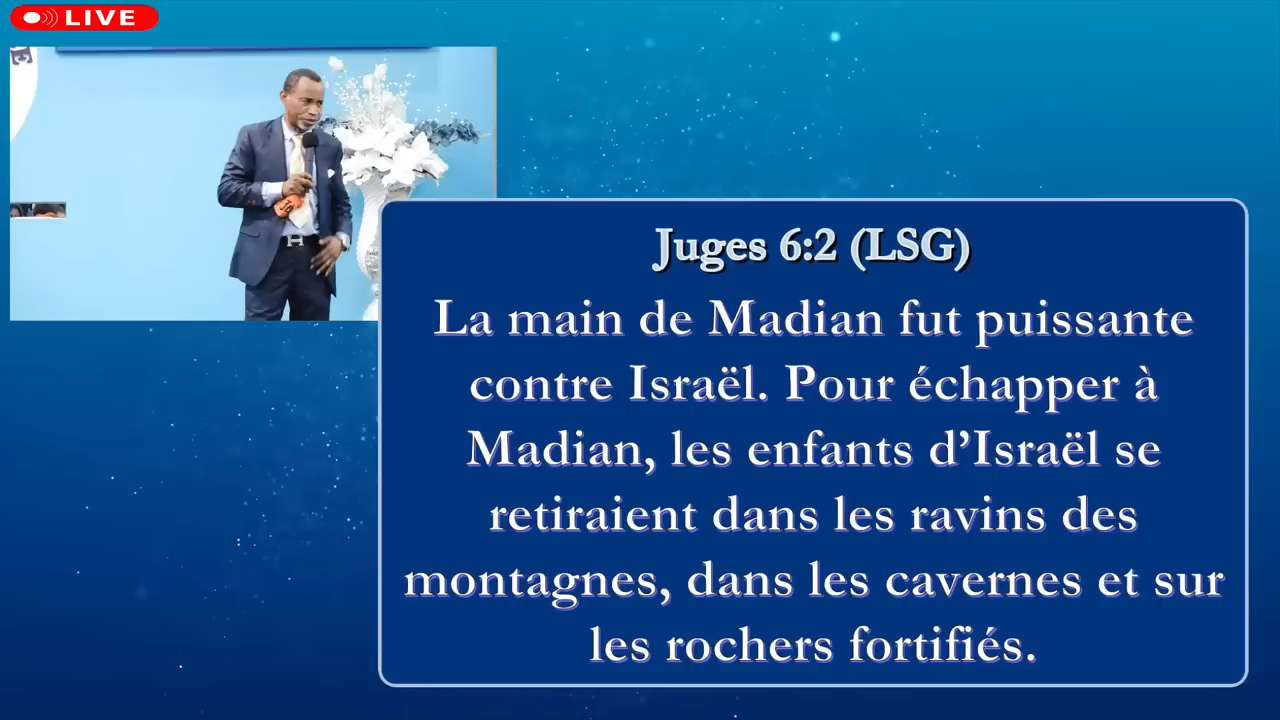 LIVE
Juges 6:2 (LSG)
La main de Madian fut puissante
contre Israël. Pour échapper à
Madian, les enfants d’Israël se
retiraient dans les ravins des
montagnes, dans les cavernes et sur
les rochers fortifiés.